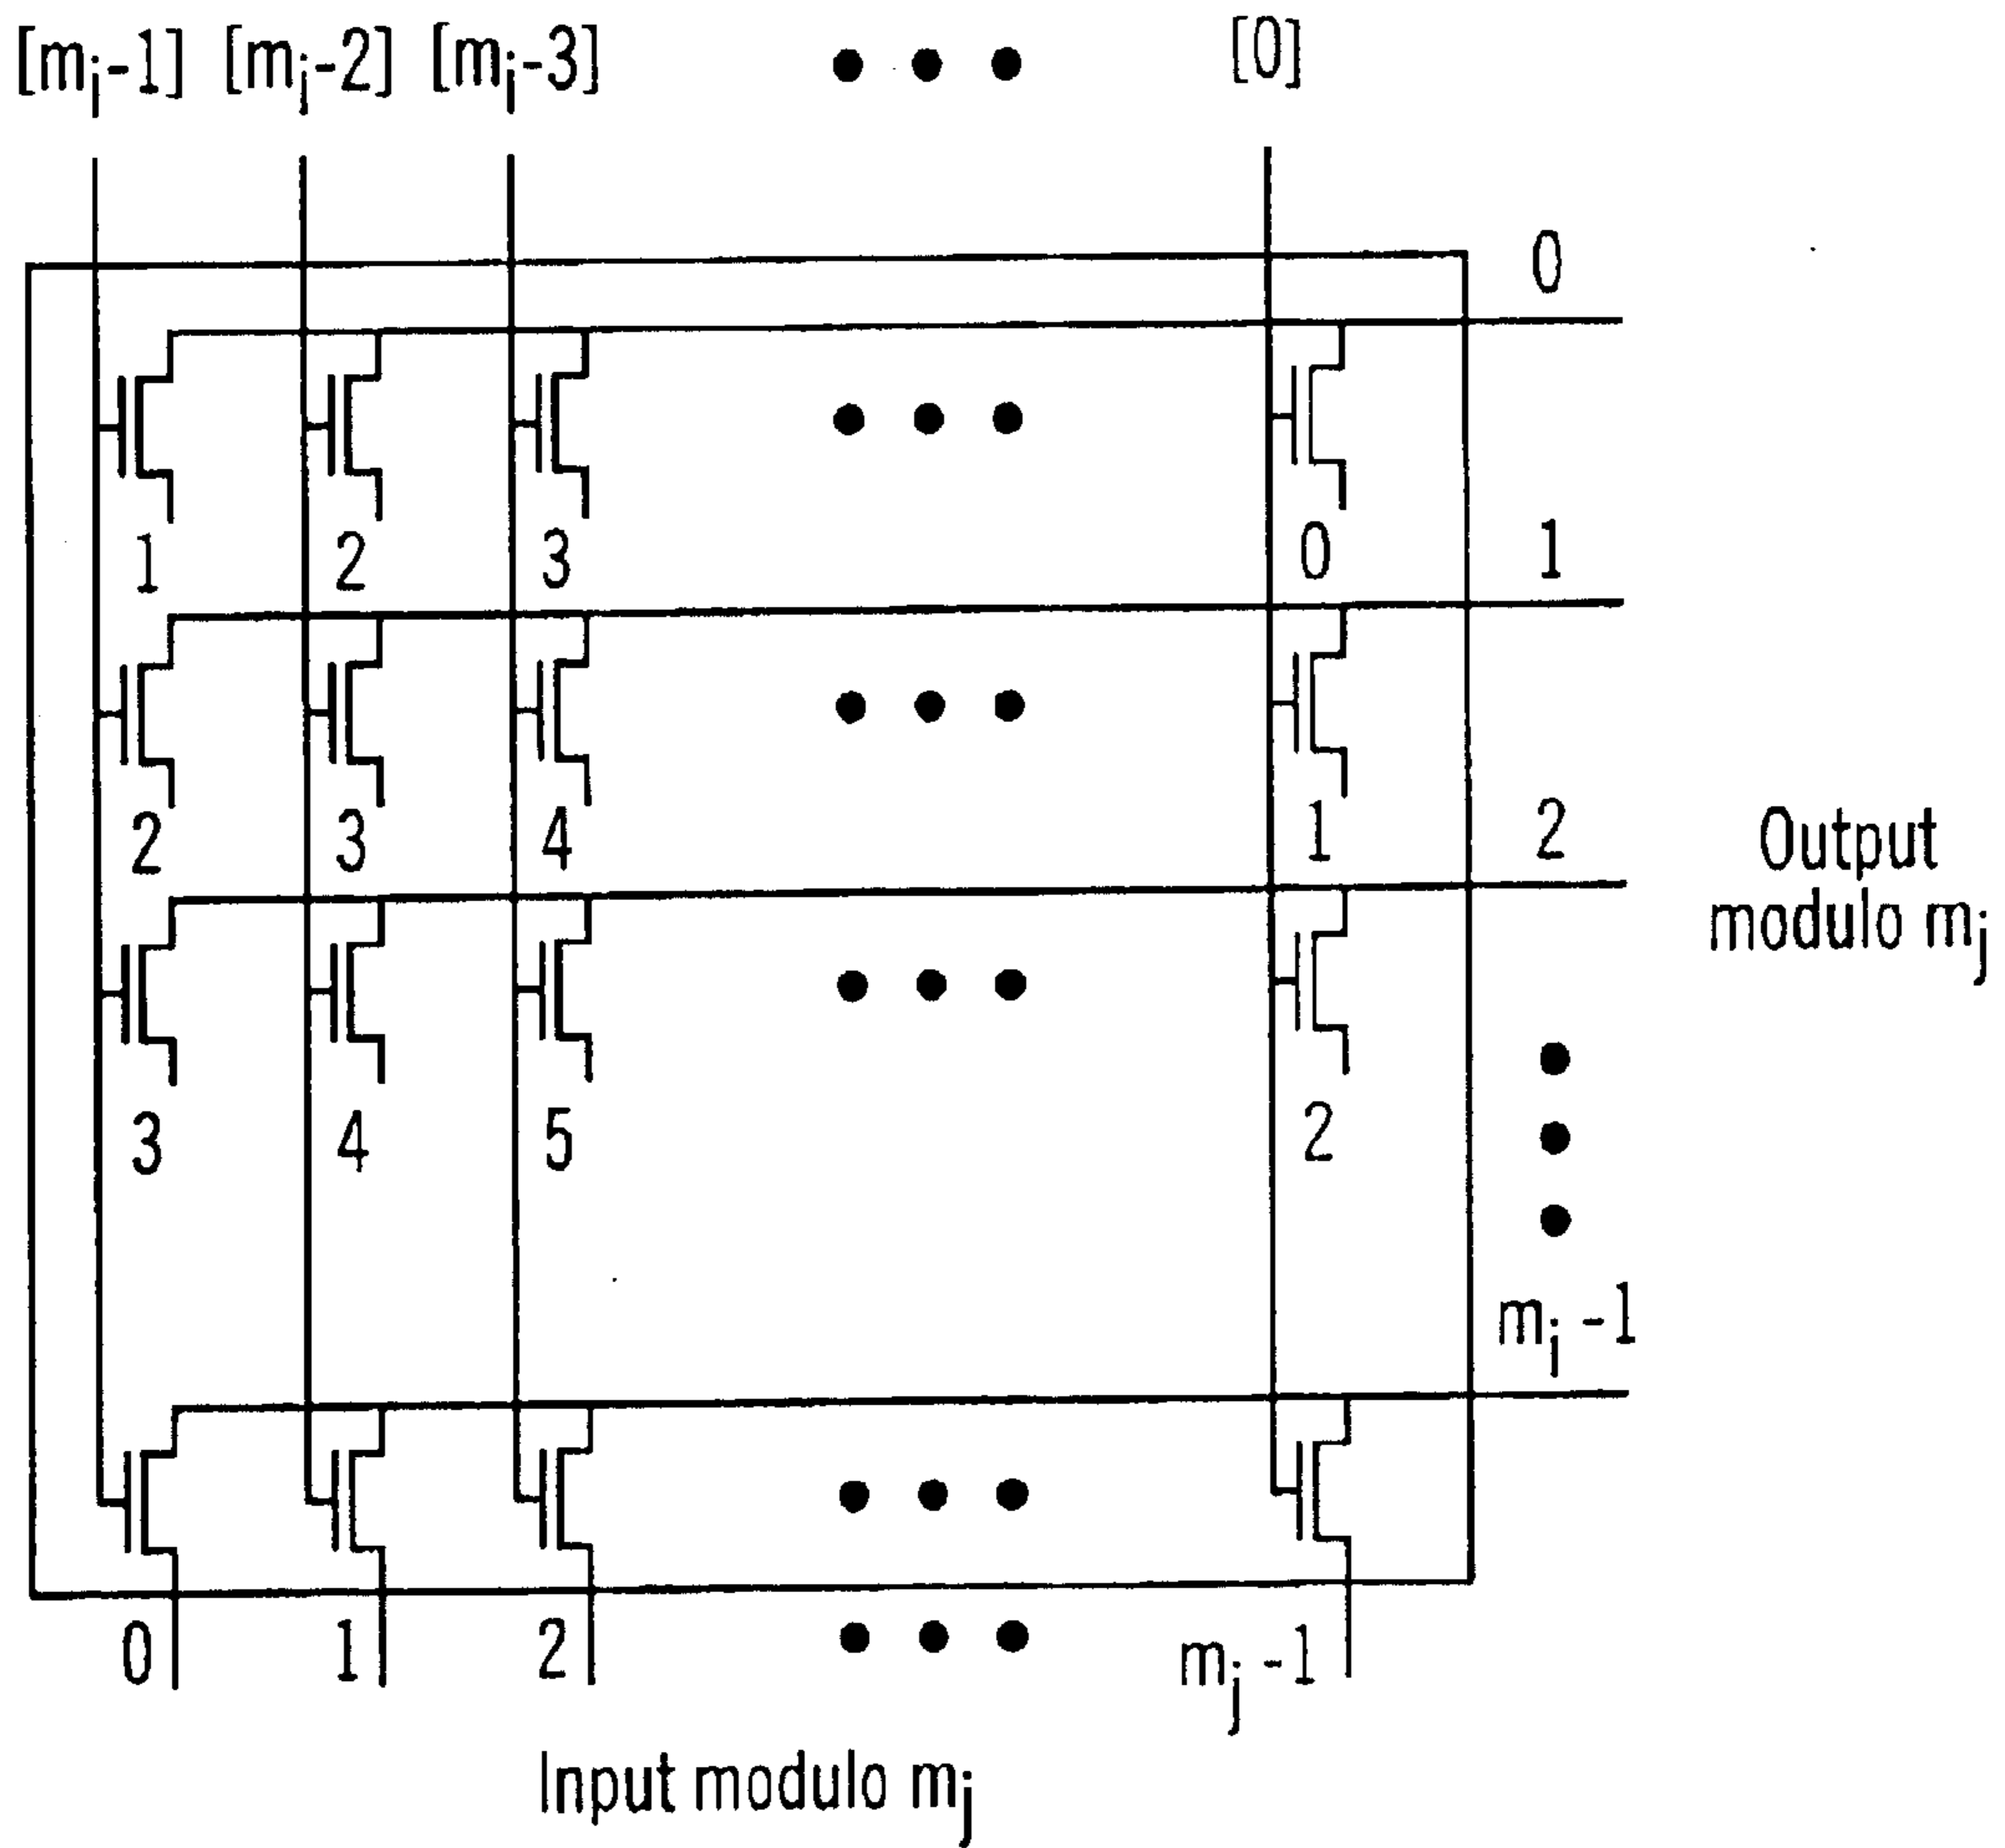 [mᵢ-1] [mᵢ-2] [mᵢ-3] • • • [0]
0
• • •
1 2 3 0 1
• • •
2 3 4 1 2
Output
modulo mⱼ
• • •
3 4 5 2
mᵢ -1
• • •
0 1 2 • • • mⱼ -1
Input modulo mⱼ